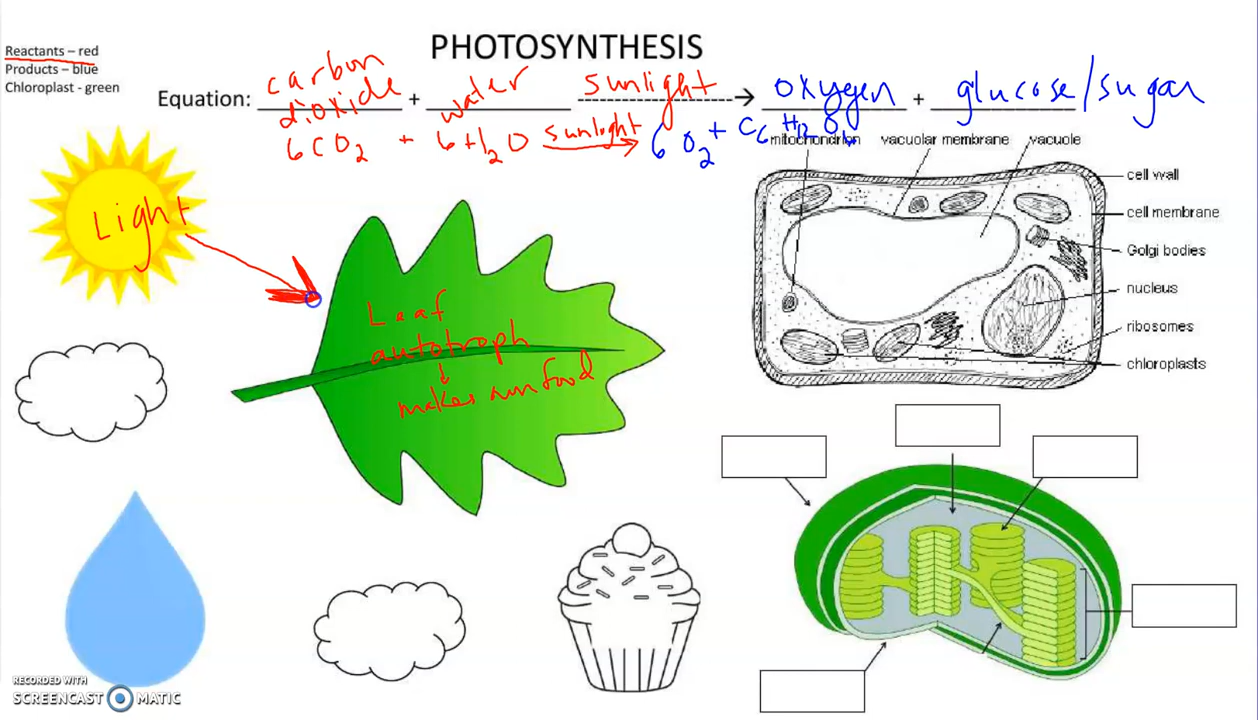 PHOTOSYNTHESIS
Reactants – red
Products – blue
Chloroplast - green
Equation: carbon dioxide + water sunlight → oxygen + glucose/sugar
6CO2 + 6H2O sunlight → 6O2 + C6H12O6
mitochondrion vacuolar membrane vacuole
cell wall
cell membrane
Golgi bodies
nucleus
ribosomes
chloroplasts
Light
Leaf
autotroph
↓
makes own food
RECORDED WITH
SCREENCAST MATIC